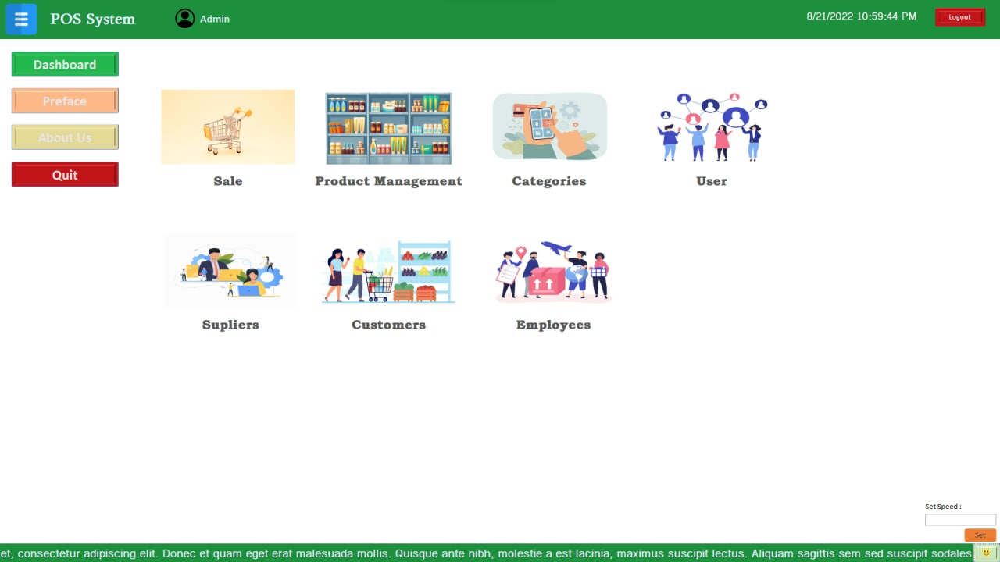 POS System
Admin
8/21/2022 10:59:44 PM
Logout
Dashboard
Preface
About Us
Quit
Sale
Product Management
Categories
User
Supliers
Customers
Employees
Set Speed :
Set
et, consectetur adipiscing elit. Donec et quam eget erat malesuada mollis. Quisque ante nibh, molestie a est lacinia, maximus suscipit lectus. Aliquam sagittis sem sed suscipit sodales